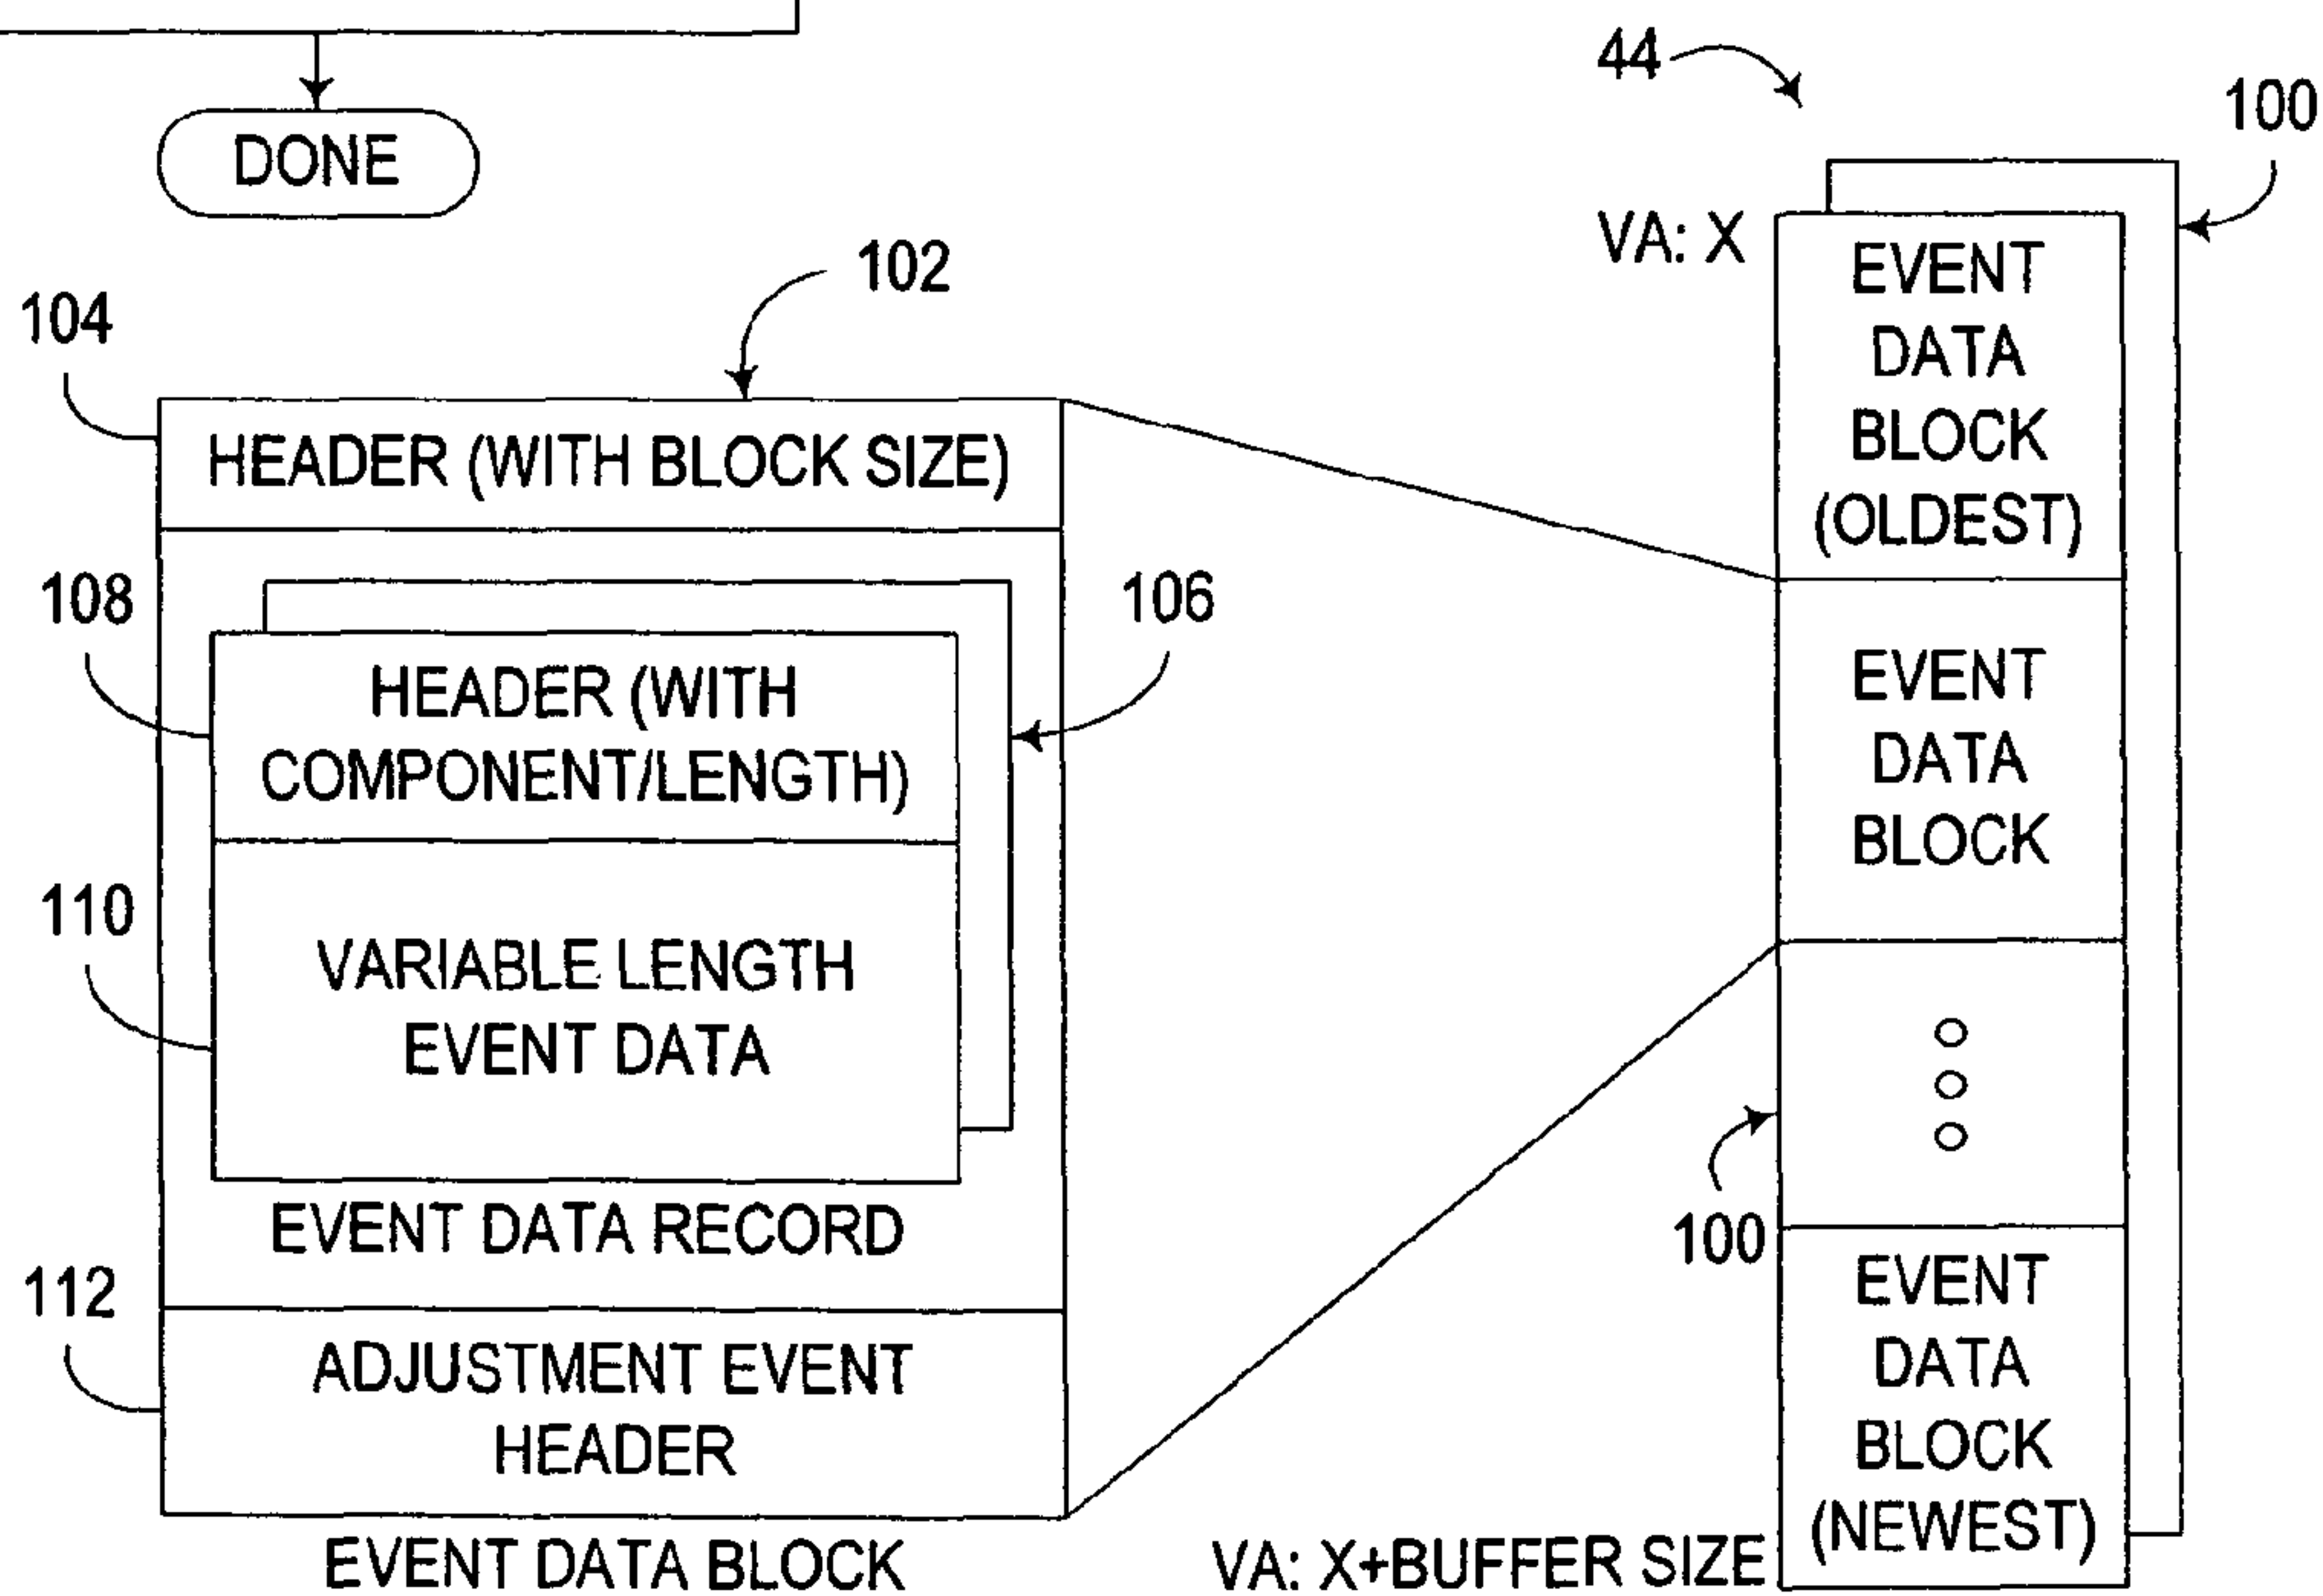 DONE
44
100
VA: X
EVENT
DATA
BLOCK
(OLDEST)
102
104
HEADER (WITH BLOCK SIZE)
108
106
HEADER (WITH
COMPONENT/LENGTH)
EVENT
DATA
BLOCK
110
VARIABLE LENGTH
EVENT DATA
100
EVENT DATA RECORD
112
ADJUSTMENT EVENT
HEADER
EVENT DATA BLOCK
EVENT
DATA
BLOCK
(NEWEST)
VA: X+BUFFER SIZE